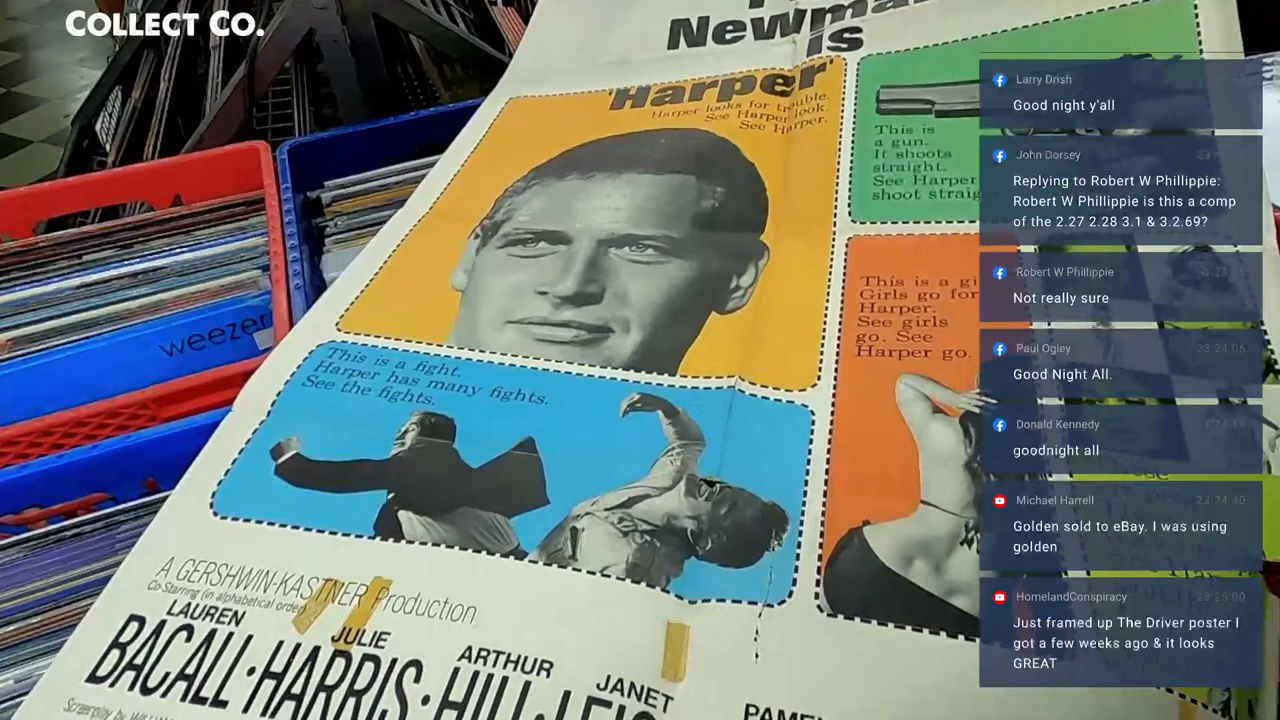 COLLECT CO.
Newman
is
Harper
Harper looks for trouble.
See Harper look.
See Harper.
This is
a gun.
It shoots
straight.
See Harper
shoot straig
This is a gi
Girls go for
Harper.
See girls
go. See
Harper go.
This is a fight.
Harper has many fights.
See the fights.
weezer
A GERSHWIN-KASTNER Production
Co-Starring (in alphabetical order)
LAUREN
BACALL·
JULIE
HARRIS·
ARTHUR
HILL·
JANET
LEIG
PAMEL
Screenplay by WILL
Larry Drish
Good night y'all
John Dorsey
Replying to Robert W Phillippie:
Robert W Phillippie is this a comp
of the 2.27 2.28 3.1 & 3.2.69?
Robert W Phillippie
Not really sure
Paul Ogley
23:24:06
Good Night All.
Donald Kennedy
goodnight all
Michael Harrell
23:24:40
Golden sold to eBay. I was using
golden
HomelandConspiracy
23:25:00
Just framed up The Driver poster I
got a few weeks ago & it looks
GREAT